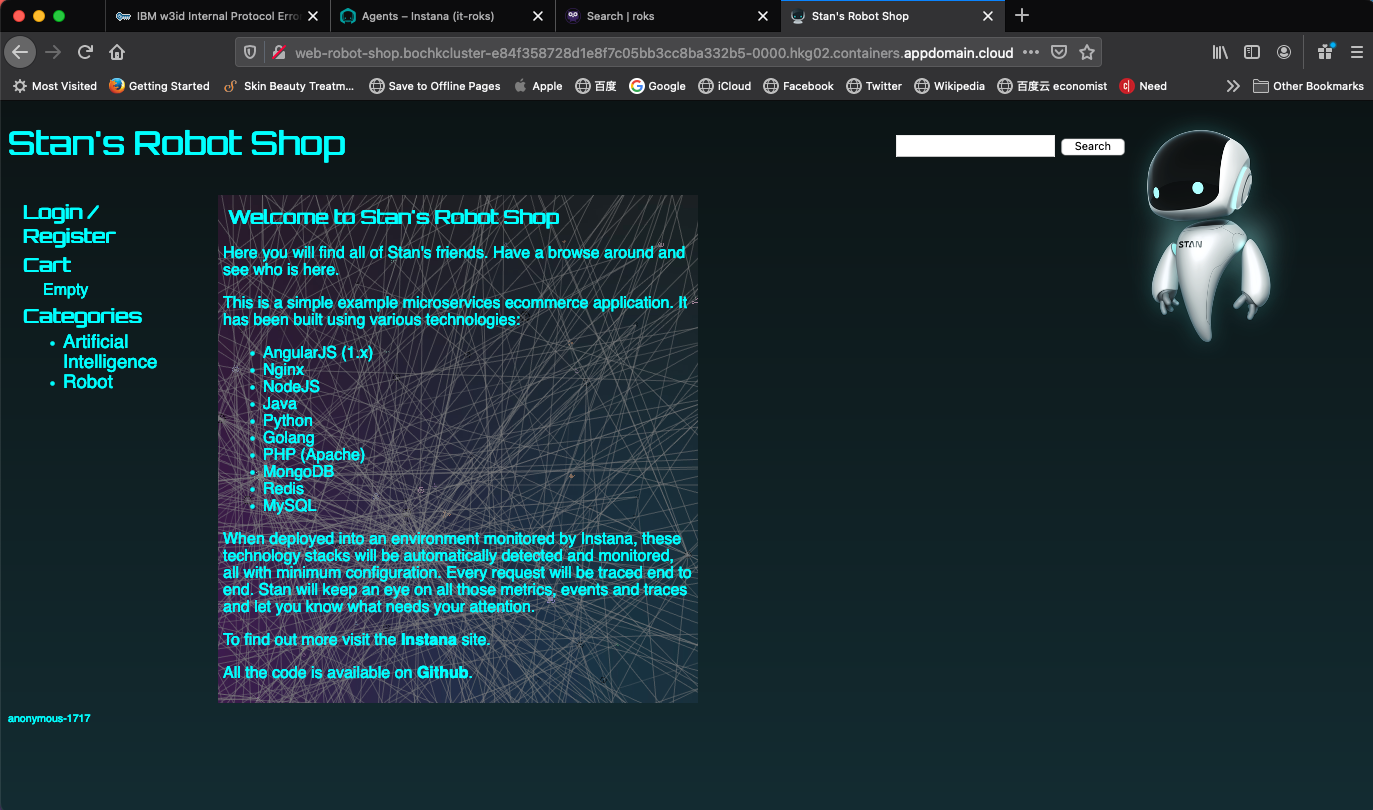 IBM w3id Internal Protocol Erro
Agents – Instana (it-roks)
Search | roks
Stan's Robot Shop
web-robot-shop.bochkcluster-e84f358728d1e8f7c05bb3cc8ba332b5-0000.hkg02.containers.appdomain.cloud
Most Visited
Getting Started
Skin Beauty Treatm...
Save to Offline Pages
Apple
百度
Google
iCloud
Facebook
Twitter
Wikipedia
百度云 economist
Need
Other Bookmarks
Stan's Robot Shop
Search
STAN
Login /
Register
Cart
Empty
Categories
• Artificial
Intelligence
• Robot
Welcome to Stan's Robot Shop
Here you will find all of Stan's friends. Have a browse around and
see who is here.
This is a simple example microservices ecommerce application. It
has been built using various technologies:
• AngularJS (1.x)
• Nginx
• NodeJS
• Java
• Python
• Golang
• PHP (Apache)
• MongoDB
• Redis
• MySQL
When deployed into an environment monitored by Instana, these
technology stacks will be automatically detected and monitored,
all with minimum configuration. Every request will be traced end to
end. Stan will keep an eye on all those metrics, events and traces
and let you know what needs your attention.
To find out more visit the Instana site.
All the code is available on Github.
anonymous-1717